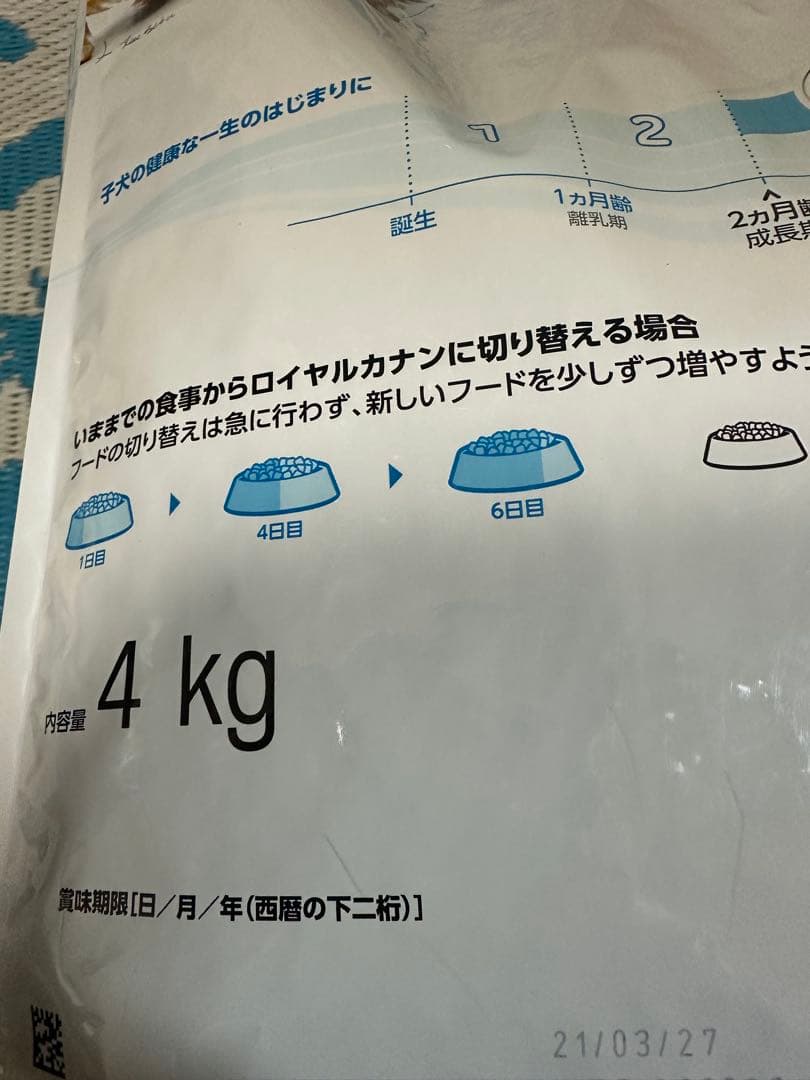 子犬の健康な一生のはじまりに
1
2
誕生
1ヵ月齢
離乳期
2ヵ月齢
成長期
いままでの食事からロイヤルカナンに切り替える場合
フードの切り替えは急に行わず、新しいフードを少しずつ増やすよう
1日目
4日目
6日目
内容量 4 kg
賞味期限[日/月/年(西暦の下二桁)]
21/03/27